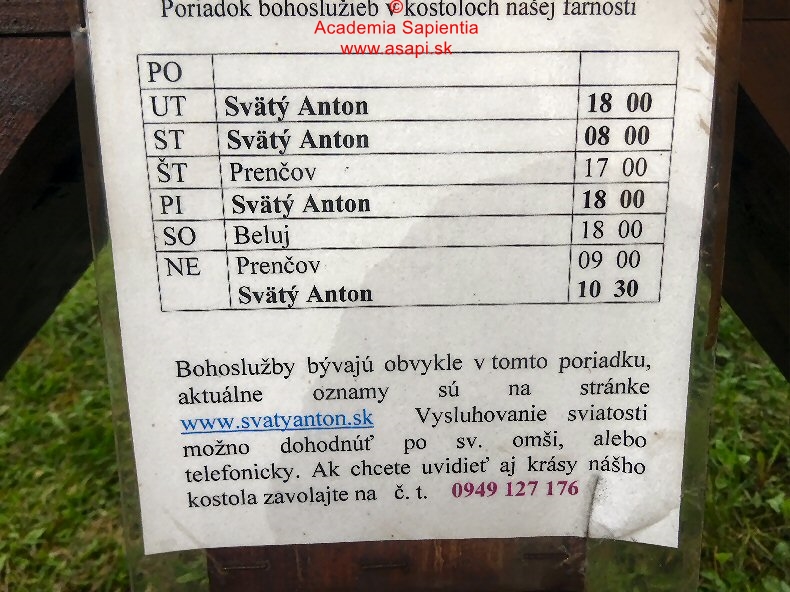 Poriadok bohoslužieb v kostoloch našej farnosti
©
Academia Sapientia
www.asapi.sk
PO
UT Svätý Anton 18 00
ST Svätý Anton 08 00
ŠT Prenčov 17 00
PI Svätý Anton 18 00
SO Beluj 18 00
NE Prenčov 09 00
Svätý Anton 10 30
Bohoslužby bývajú obvykle v tomto poriadku,
aktuálne oznamy sú na stránke
www.svatyanton.sk Vysluhovanie sviatosti
možno dohodnúť po sv. omši, alebo
telefonicky. Ak chcete uvidieť aj krásy nášho
kostola zavolajte na č. t. 0949 127 176